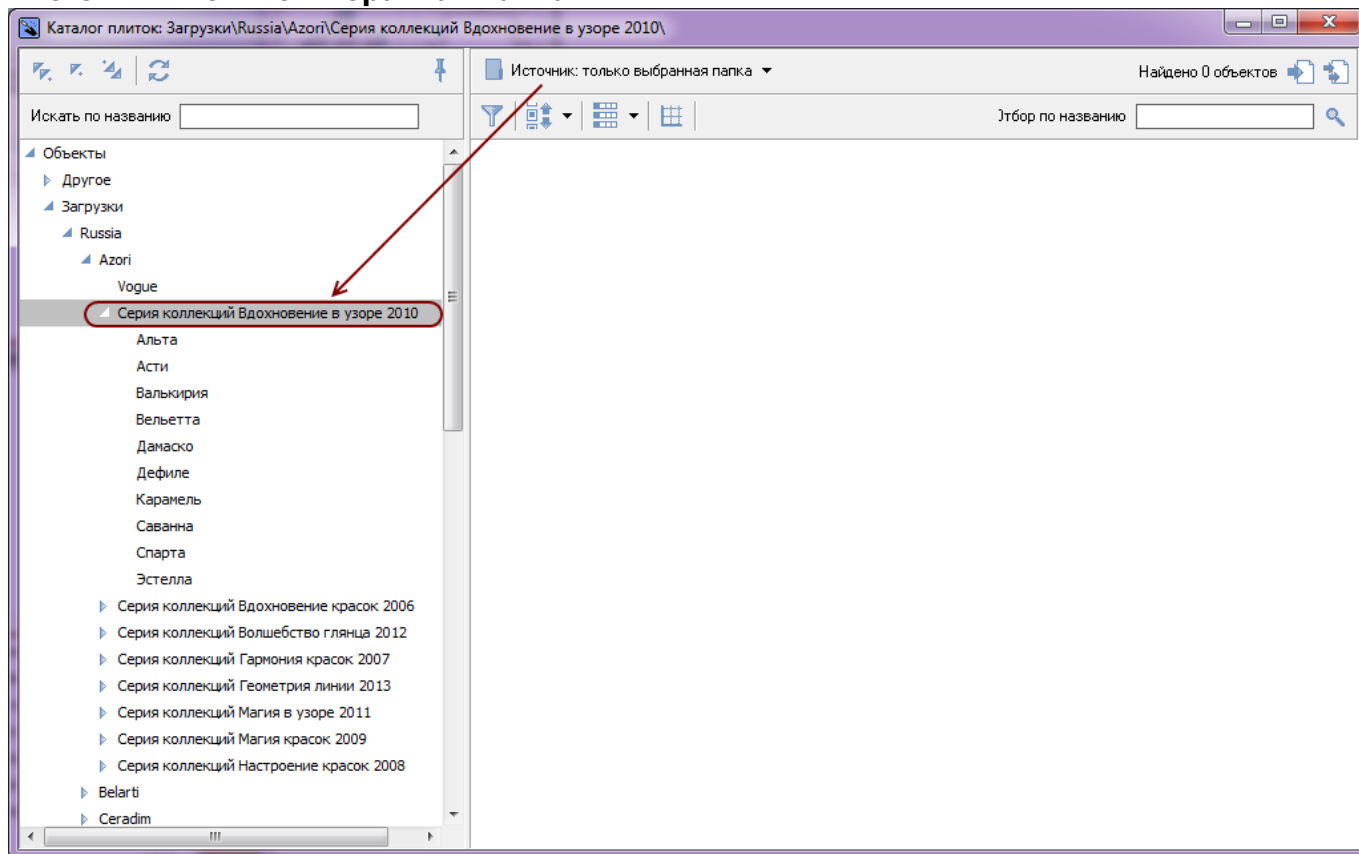 Каталог плиток: Загрузки\Russia\Azori\Серия коллекций Вдохновение в узоре 2010\
Источник: только выбранная папка
Найдено 0 объектов
Искать по названию
Отбор по названию
Объекты
Другое
Загрузки
Russia
Azori
Vogue
Серия коллекций Вдохновение в узоре 2010
Альта
Асти
Валькирия
Вельетта
Дамаско
Дефиле
Карамель
Саванна
Спарта
Эстелла
Серия коллекций Вдохновение красок 2006
Серия коллекций Волшебство глянца 2012
Серия коллекций Гармония красок 2007
Серия коллекций Геометрия линии 2013
Серия коллекций Магия в узоре 2011
Серия коллекций Магия красок 2009
Серия коллекций Настроение красок 2008
Belarti
Ceradim